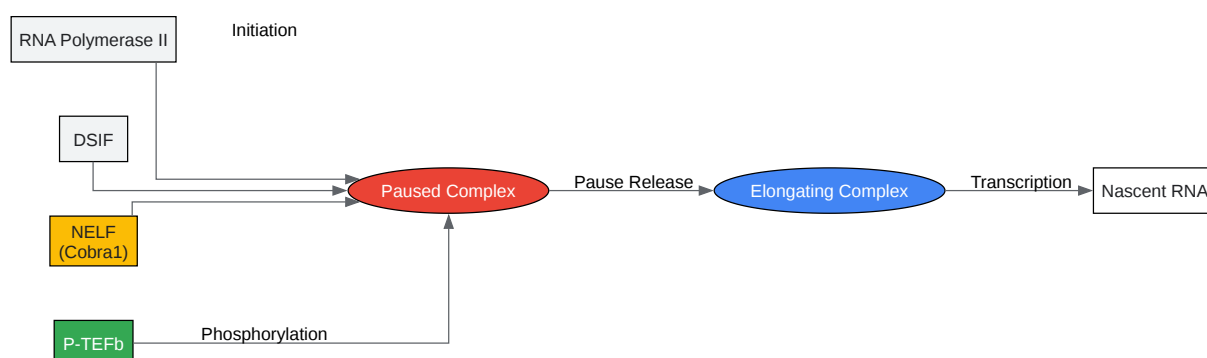 Initiation
RNA Polymerase II
DSIF
Paused Complex
Pause Release
Elongating Complex
Transcription
Nascent RNA
NELF
(Cobra1)
Phosphorylation
P-TEFb